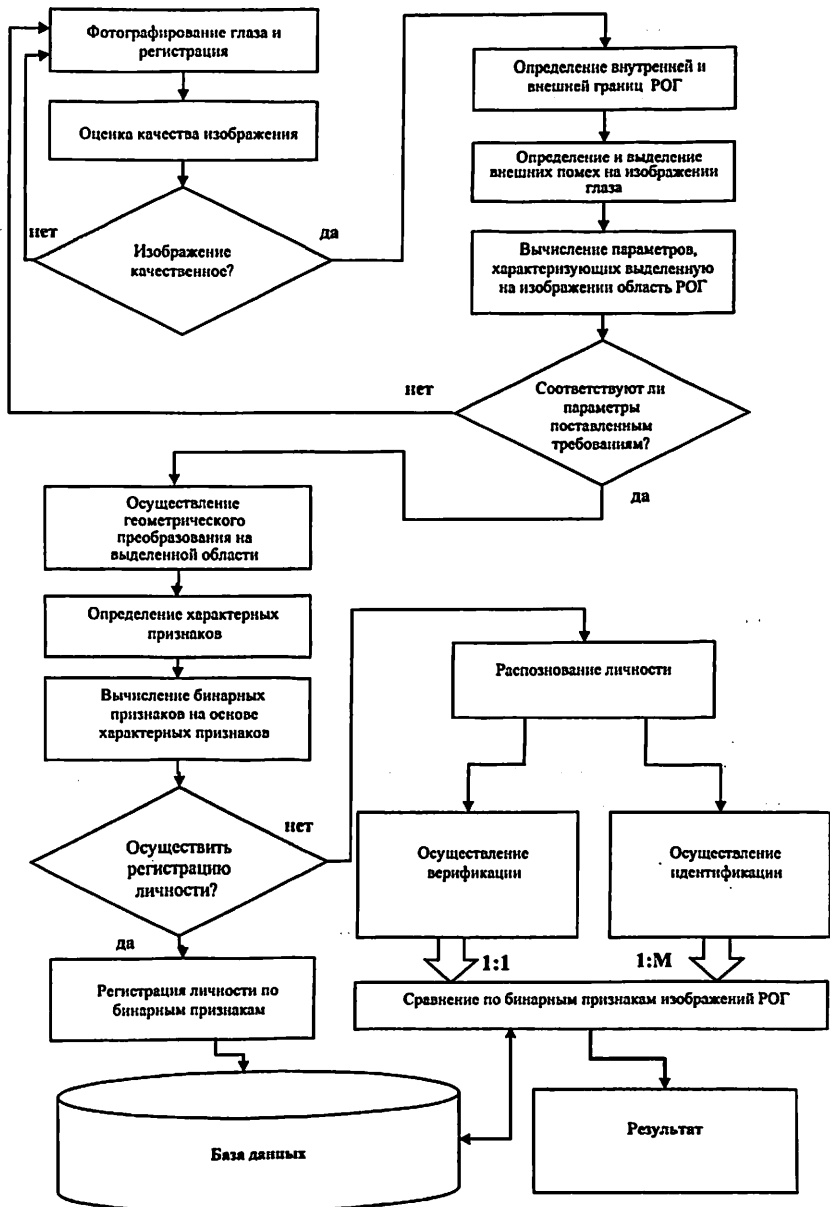 Фотографирование глаза и
регистрация
Оценка качества изображения
нет
да
Изображение
качественное?
Определение внутренней и
внешней границ РОГ
Определение и выделение
внешних помех на изображении
глаза
Вычисление параметров,
характеризующих выделенную
на изображении область РОГ
нет
Соответствуют ли
параметры
поставленным
требованиям?
да
Осуществление
геометрического
преобразования на
выделенной области
Определение характерных
признаков
Вычисление бинарных
признаков на основе
характерных признаков
нет
Осуществить
регистрацию
личности?
да
Регистрация личности по
бинарным признакам
База данных
Распознование личности
Осуществление
верификации
Осуществление
идентификации
1:1
1:М
Сравнение по бинарным признакам изображений РОГ
Результат